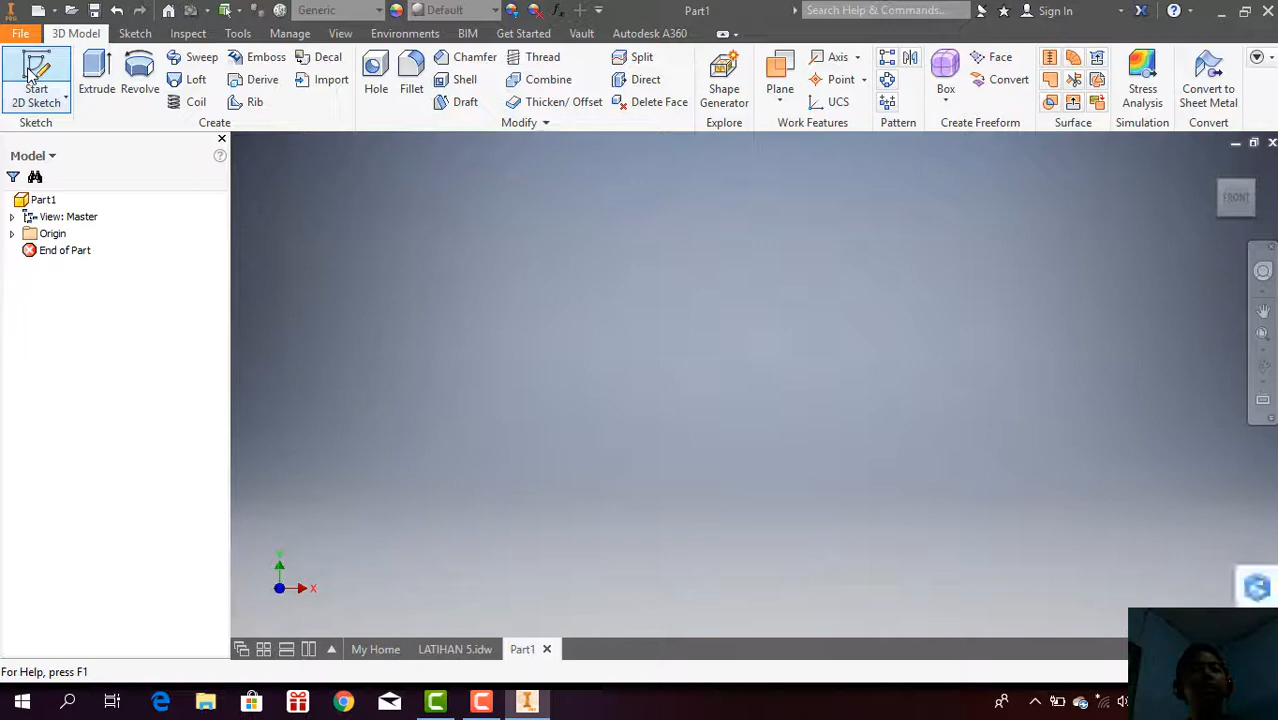 PRO Generic Default Part1 Search Help & Commands... Sign In
File 3D Model Sketch Inspect Tools Manage View Environments BIM Get Started Vault Autodesk A360
Start
2D Sketch
Extrude
Revolve
Sweep Emboss Decal
Loft Derive Import
Coil Rib
Hole
Fillet
Chamfer Thread Split
Shell Combine Direct
Draft Thicken/ Offset Delete Face
Shape
Generator
Plane
Axis
Point
UCS
Box
Face
Convert
Stress
Analysis
Convert to
Sheet Metal
Sketch Create Modify Explore Work Features Pattern Create Freeform Surface Simulation Convert
Model
Part1
View: Master
Origin
End of Part
FRONT
Y
X
My Home LATIHAN 5.idw Part1
For Help, press F1